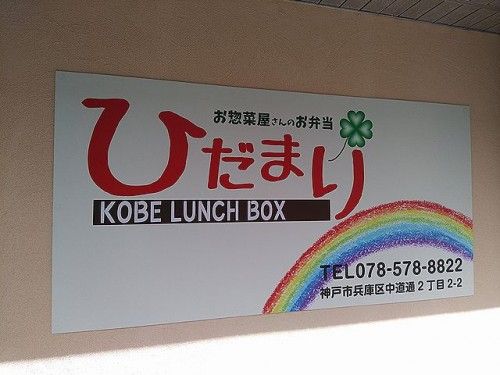 お惣菜屋さんのお弁当
ひだまり
KOBE LUNCH BOX
TEL078-578-8822
神戸市兵庫区中道通2丁目2-2